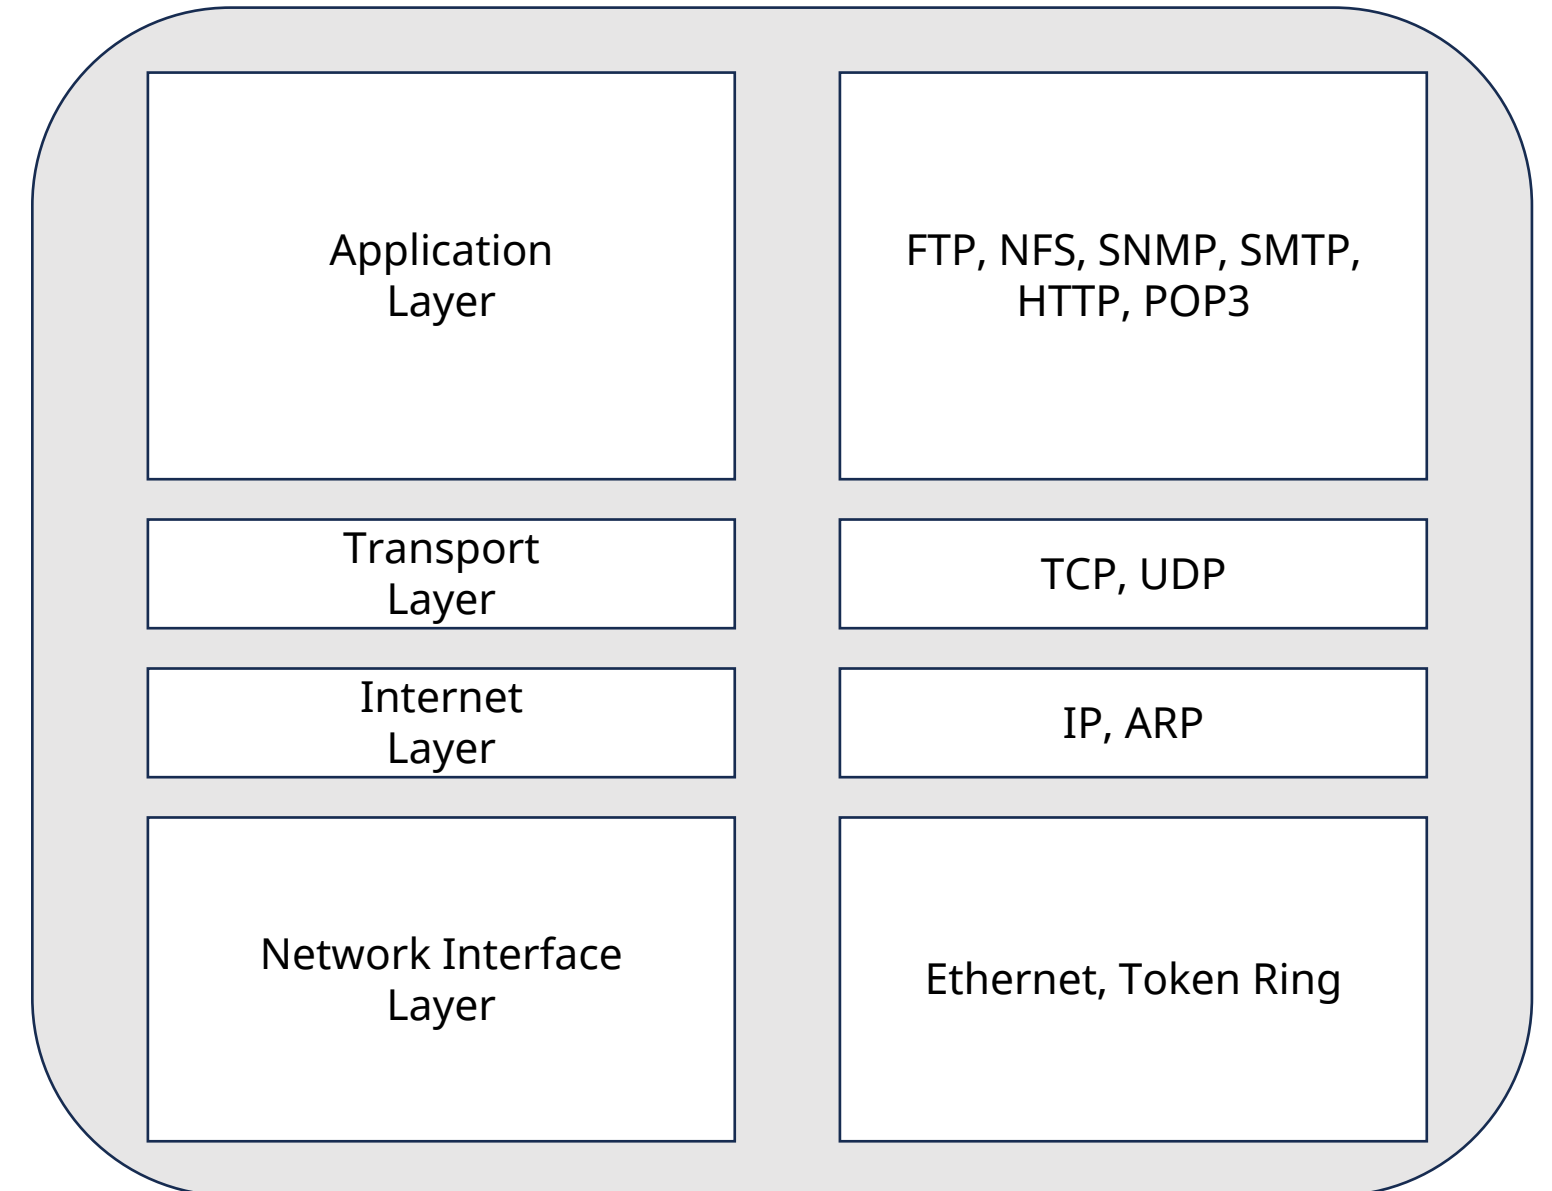 Application
Layer
FTP, NFS, SNMP, SMTP,
HTTP, POP3
Transport
Layer
TCP, UDP
Internet
Layer
IP, ARP
Network Interface
Layer
Ethernet, Token Ring